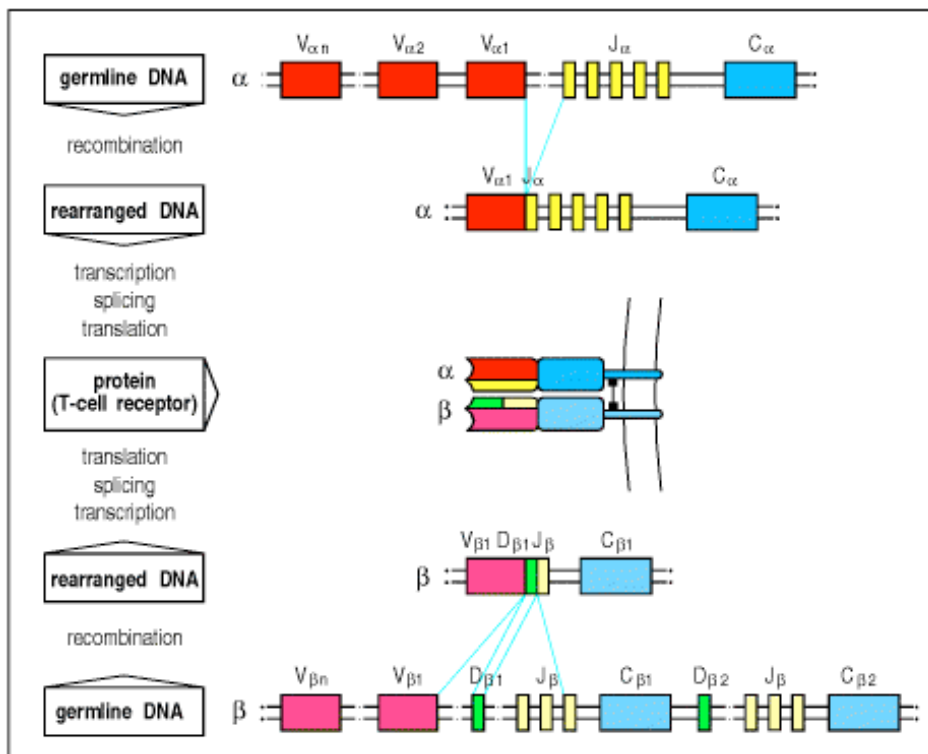 Vαn Vα2 Vα1 Jα Cα
germline DNA α
recombination
Vα1 Jα Cα
rearranged DNA α
transcription
splicing
translation
protein
(T-cell receptor)
α
β
translation
splicing
transcription
Vβ1 Dβ1 Jβ Cβ1
rearranged DNA β
recombination
Vβn Vβ1 Dβ1 Jβ Cβ1 Dβ2 Jβ Cβ2
germline DNA β